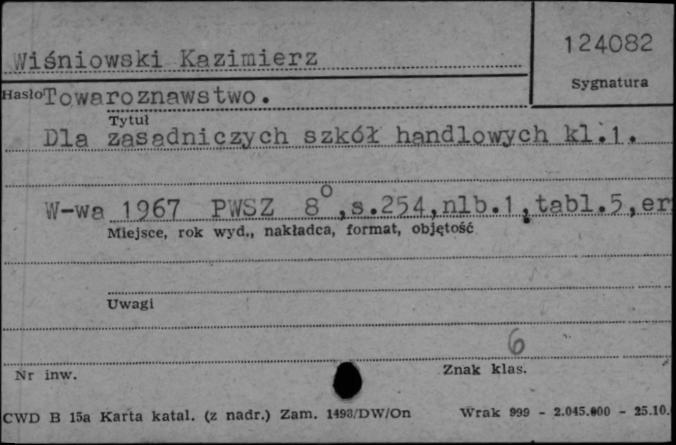 Wiśniowski Kazimierz
124082
Sygnatura
Hasło Towaroznawstwo.
Tytuł
Dla zasadniczych szkół handlowych kl.1.
W-wa 1967 PWSZ 8°,s.254,nlb.1,tabl.5,er
Miejsce, rok wyd., nakładca, format, objętość
Uwagi
6
Nr inw.
Znak klas.
CWD B 15a Karta katal. (z nadr.) Zam. 1493/DW/On Wrak 999 - 2.045.000 - 25.10.